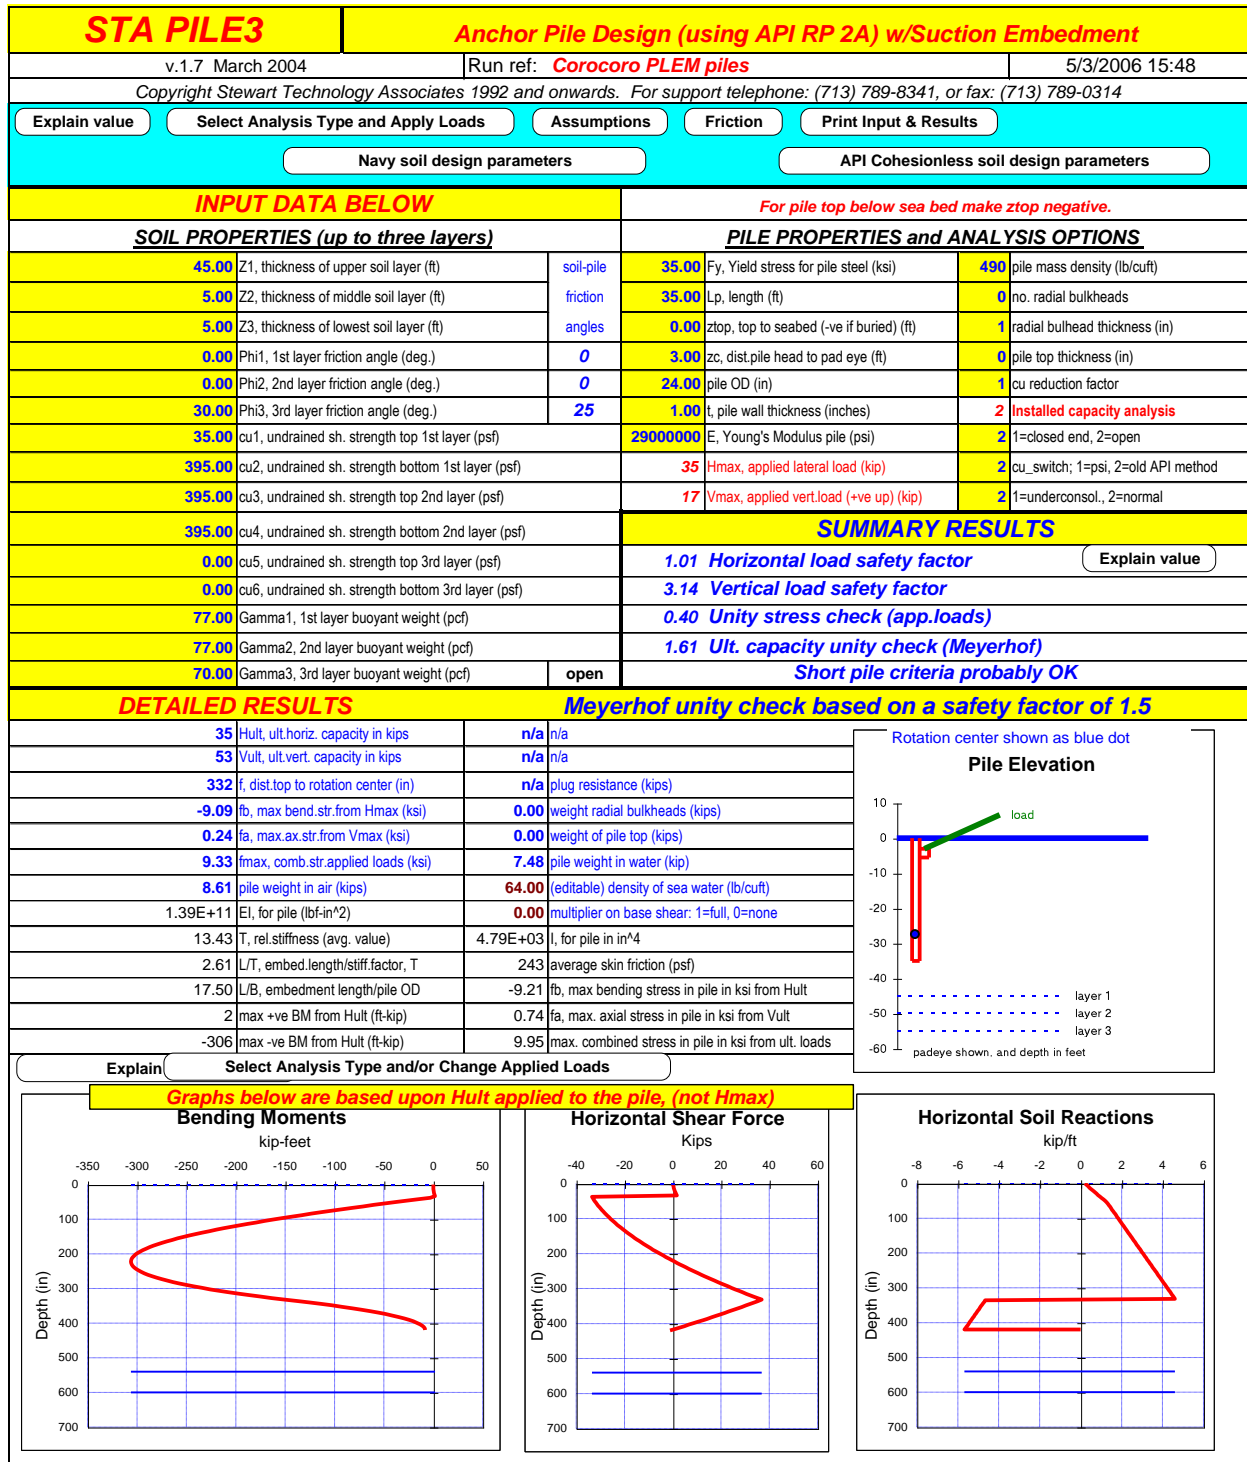 STA PILE3
Anchor Pile Design (using API RP 2A) w/Suction Embedment
v.1.7 March 2004
Run ref: Corocoro PLEM piles
5/3/2006 15:48
Copyright Stewart Technology Associates 1992 and onwards. For support telephone: (713) 789-8341, or fax: (713) 789-0314
Explain value
Select Analysis Type and Apply Loads
Assumptions
Friction
Print Input & Results
Navy soil design parameters
API Cohesionless soil design parameters
INPUT DATA BELOW
For pile top below sea bed make ztop negative.
SOIL PROPERTIES (up to three layers)
PILE PROPERTIES and ANALYSIS OPTIONS
45.00 Z1, thickness of upper soil layer (ft) soil-pile 35.00 Fy, Yield stress for pile steel (ksi) 490 pile mass density (lb/cuft)
5.00 Z2, thickness of middle soil layer (ft) friction 35.00 Lp, length (ft) 0 no. radial bulkheads
5.00 Z3, thickness of lowest soil layer (ft) angles 0.00 ztop, top to seabed (-ve if buried) (ft) 1 radial bulhead thickness (in)
0.00 Phi1, 1st layer friction angle (deg.) 0 3.00 zc, dist.pile head to pad eye (ft) 0 pile top thickness (in)
0.00 Phi2, 2nd layer friction angle (deg.) 0 24.00 pile OD (in) 1 cu reduction factor
30.00 Phi3, 3rd layer friction angle (deg.) 25 1.00 t, pile wall thickness (inches) 2 Installed capacity analysis
35.00 cu1, undrained sh. strength top 1st layer (psf) 29000000 E, Young's Modulus pile (psi) 2 1=closed end, 2=open
395.00 cu2, undrained sh. strength bottom 1st layer (psf) 35 Hmax, applied lateral load (kip) 2 cu_switch; 1=psi, 2=old API method
395.00 cu3, undrained sh. strength top 2nd layer (psf) 17 Vmax, applied vert.load (+ve up) (kip) 2 1=underconsol., 2=normal
395.00 cu4, undrained sh. strength bottom 2nd layer (psf) SUMMARY RESULTS
0.00 cu5, undrained sh. strength top 3rd layer (psf) 1.01 Horizontal load safety factor Explain value
0.00 cu6, undrained sh. strength bottom 3rd layer (psf) 3.14 Vertical load safety factor
77.00 Gamma1, 1st layer buoyant weight (pcf) 0.40 Unity stress check (app.loads)
77.00 Gamma2, 2nd layer buoyant weight (pcf) 1.61 Ult. capacity unity check (Meyerhof)
70.00 Gamma3, 3rd layer buoyant weight (pcf) open Short pile criteria probably OK
DETAILED RESULTS Meyerhof unity check based on a safety factor of 1.5
35 Hult, ult.horiz. capacity in kips n/a n/a
53 Vult, ult.vert. capacity in kips n/a n/a
332 f, dist.top to rotation center (in) n/a plug resistance (kips)
-9.09 fb, max bend.str.from Hmax (ksi) 0.00 weight radial bulkheads (kips)
0.24 fa, max.ax.str.from Vmax (ksi) 0.00 weight of pile top (kips)
9.33 fmax, comb.str.applied loads (ksi) 7.48 pile weight in water (kip)
8.61 pile weight in air (kips) 64.00 (editable) density of sea water (lb/cuft)
1.39E+11 EI, for pile (lbf-in^2) 0.00 multiplier on base shear: 1=full, 0=none
13.43 T, rel.stiffness (avg. value) 4.79E+03 I, for pile in in^4
2.61 L/T, embed.length/stiff.factor, T 243 average skin friction (psf)
17.50 L/B, embedment length/pile OD -9.21 fb, max bending stress in pile in ksi from Hult
2 max +ve BM from Hult (ft-kip) 0.74 fa, max. axial stress in pile in ksi from Vult
-306 max -ve BM from Hult (ft-kip) 9.95 max. combined stress in pile in ksi from ult. loads
Rotation center shown as blue dot
Pile Elevation
10
0
-10
-20
-30
-40
-50
-60
load
layer 1
layer 2
layer 3
padeye shown, and depth in feet
Explain
Select Analysis Type and/or Change Applied Loads
Graphs below are based upon Hult applied to the pile, (not Hmax)
Bending Moments
kip-feet
-350 -300 -250 -200 -150 -100 -50 0 50
0
100
200
300
400
500
600
700
Depth (in)
Horizontal Shear Force
Kips
-40 -20 0 20 40 60
0
100
200
300
400
500
600
700
Depth (in)
Horizontal Soil Reactions
kip/ft
-8 -6 -4 -2 0 2 4 6
0
100
200
300
400
500
600
700
Depth (in)